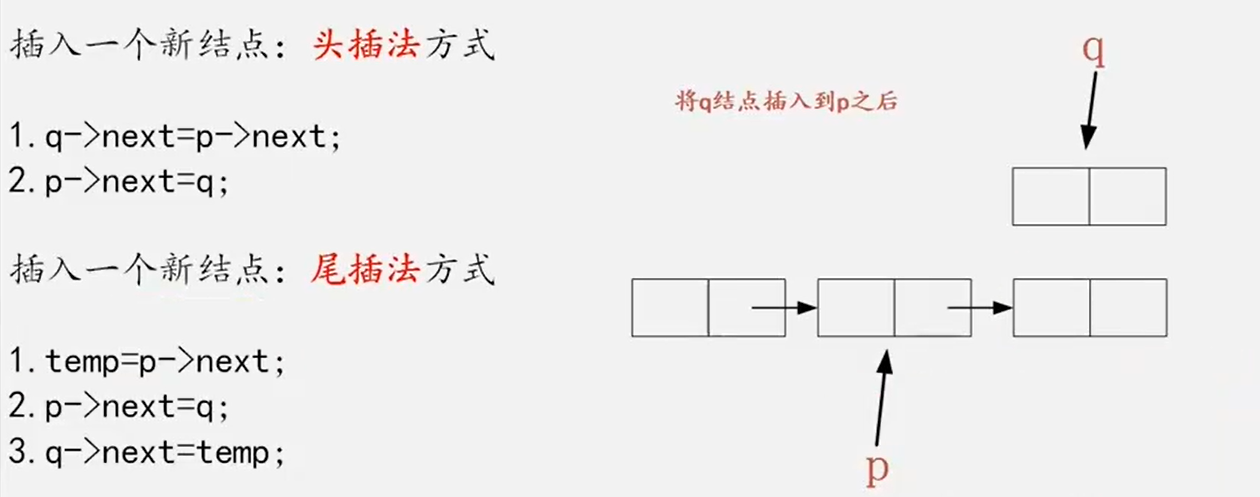 插入一个新结点：头插法方式
1.q->next=p->next;
2.p->next=q;
插入一个新结点：尾插法方式
1.temp=p->next;
2.p->next=q;
3.q->next=temp;
将q结点插入到p之后
q
p